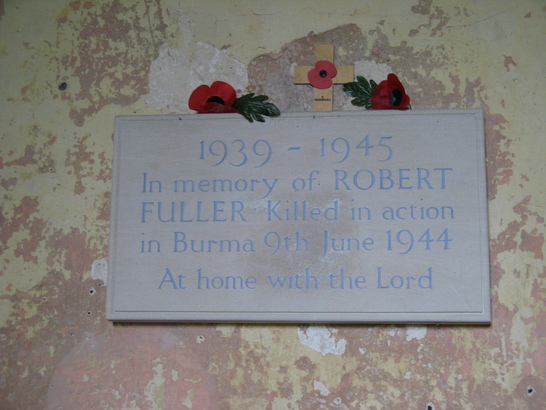 1939 - 1945
In memory of ROBERT
FULLER Killed in action
in Burma 9th June 1944
At home with the Lord